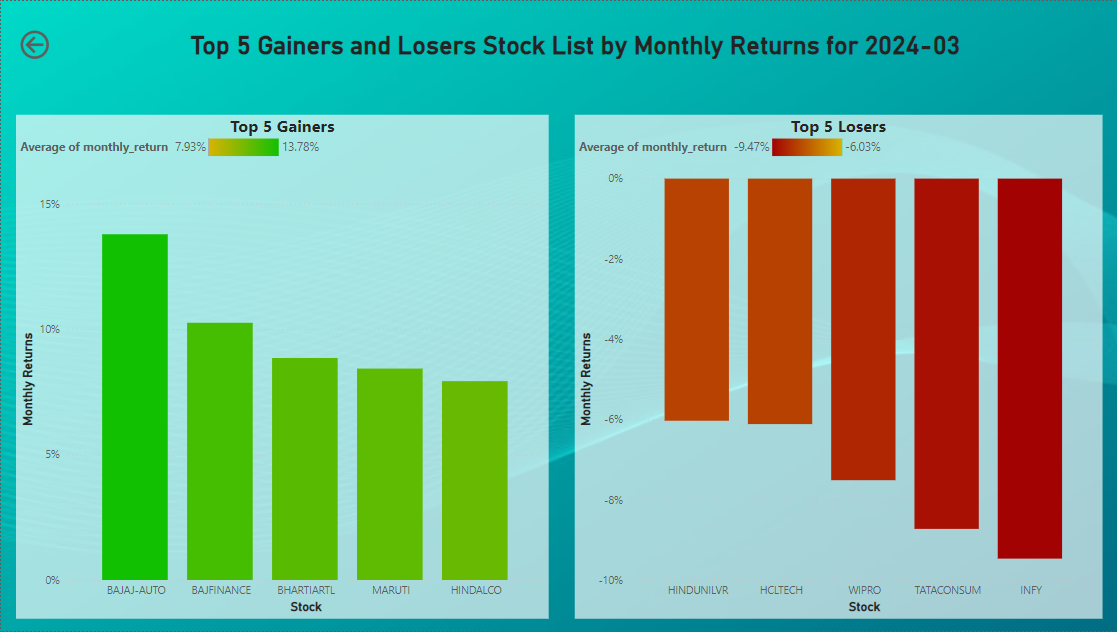 Top 5 Gainers and Losers Stock List by Monthly Returns for 2024-03
Top 5 Gainers
Average of monthly_return 7.93% 13.78%
15%
10%
5%
0%
Monthly Returns
BAJAJ-AUTO BAJFINANCE BHARTIARTL MARUTI HINDALCO
Stock
Top 5 Losers
Average of monthly_return -9.47% -6.03%
0%
-2%
-4%
-6%
-8%
-10%
Monthly Returns
HINDUNILVR HCLTECH WIPRO TATACONSUM INFY
Stock